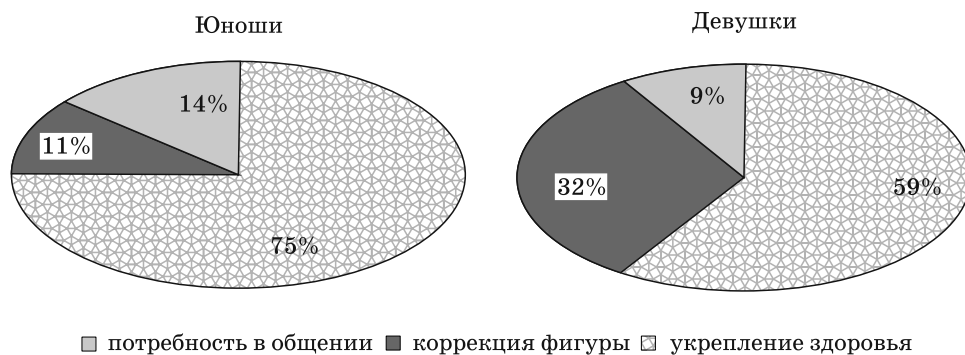 Юноши
Девушки
14%
11%
75%
9%
32%
59%
потребность в общении
коррекция фигуры
укрепление здоровья